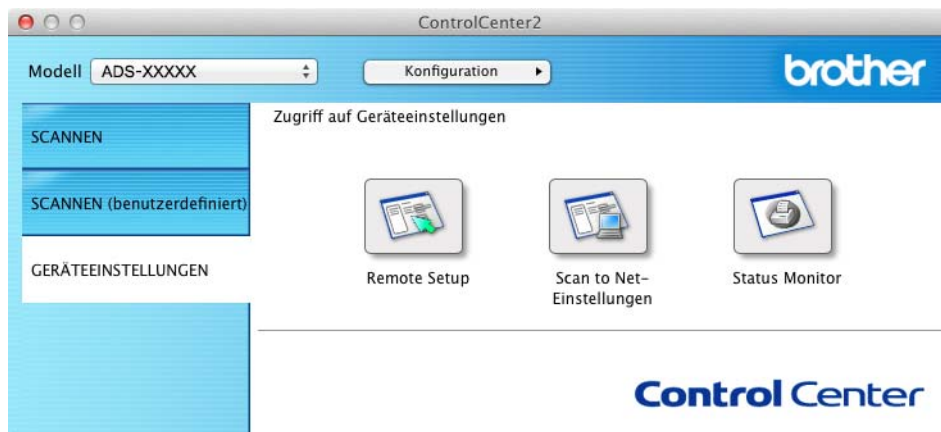 ControlCenter2
Modell ADS-XXXXX Konfiguration brother
Zugriff auf Geräteeinstellungen
SCANNEN
SCANNEN (benutzerdefiniert)
GERÄTEEINSTELLUNGEN
Remote Setup
Scan to Net-
Einstellungen
Status Monitor
Control Center